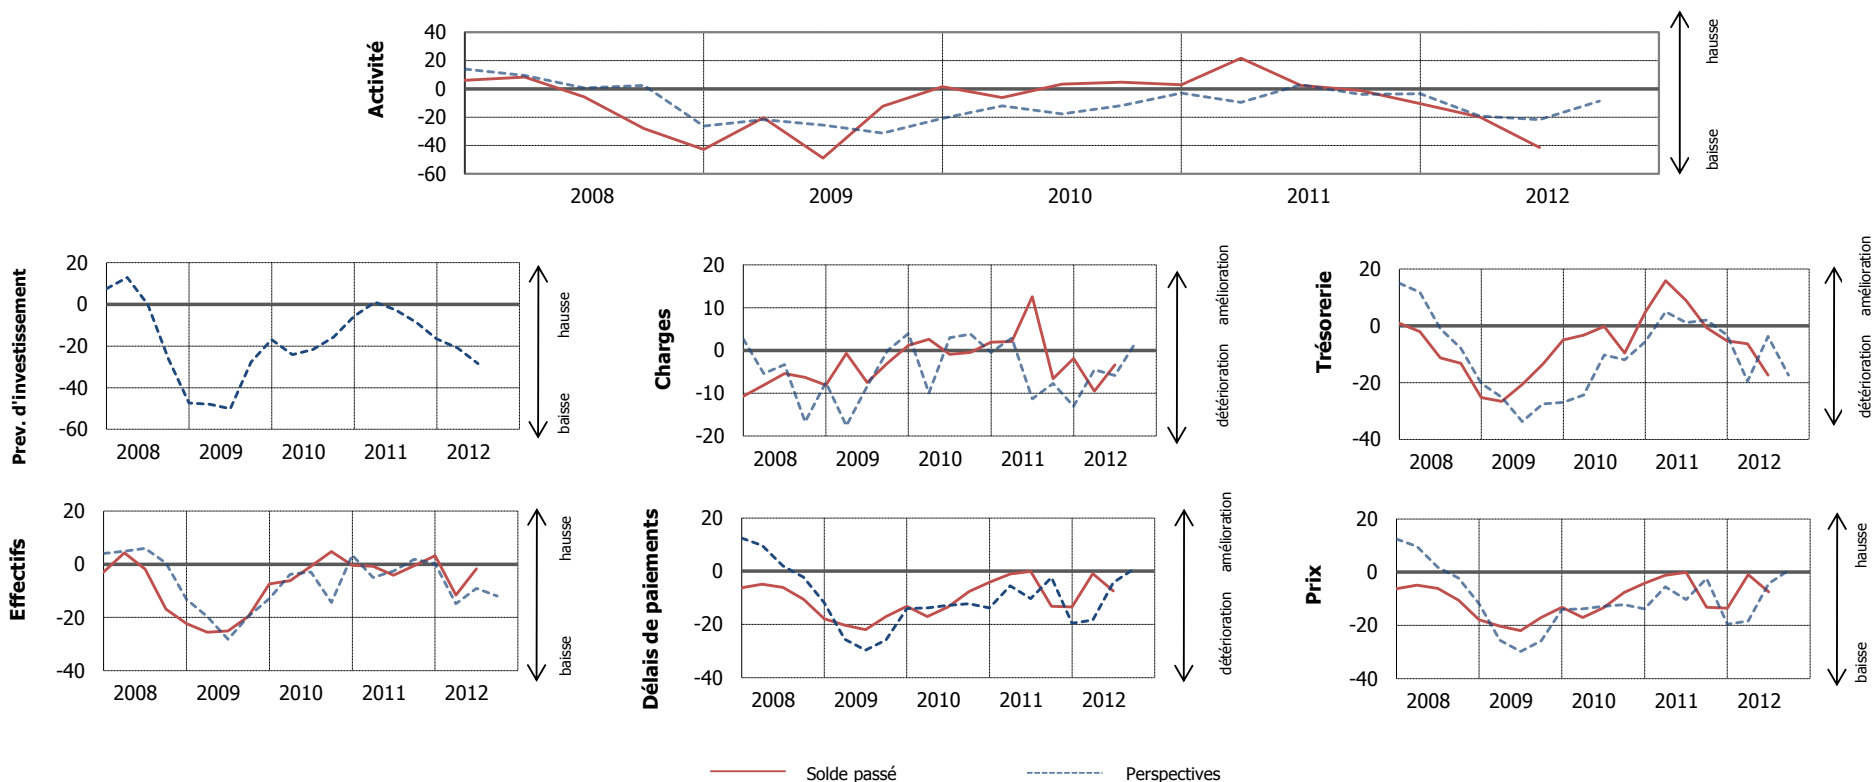 Activité
40
20
0
-20
-40
-60
2008 2009 2010 2011 2012
hausse
baisse
Prev. d'investissement
20
0
-20
-40
-60
2008 2009 2010 2011 2012
hausse
baisse
Charges
20
10
0
-10
-20
2008 2009 2010 2011 2012
amélioration
détérioration
Trésorerie
20
0
-20
-40
2008 2009 2010 2011 2012
amélioration
détérioration
Effectifs
20
0
-20
-40
2008 2009 2010 2011 2012
hausse
baisse
Délais de paiements
20
0
-20
-40
2008 2009 2010 2011 2012
amélioration
détérioration
Prix
20
0
-20
-40
2008 2009 2010 2011 2012
hausse
baisse
Solde passé Perspectives